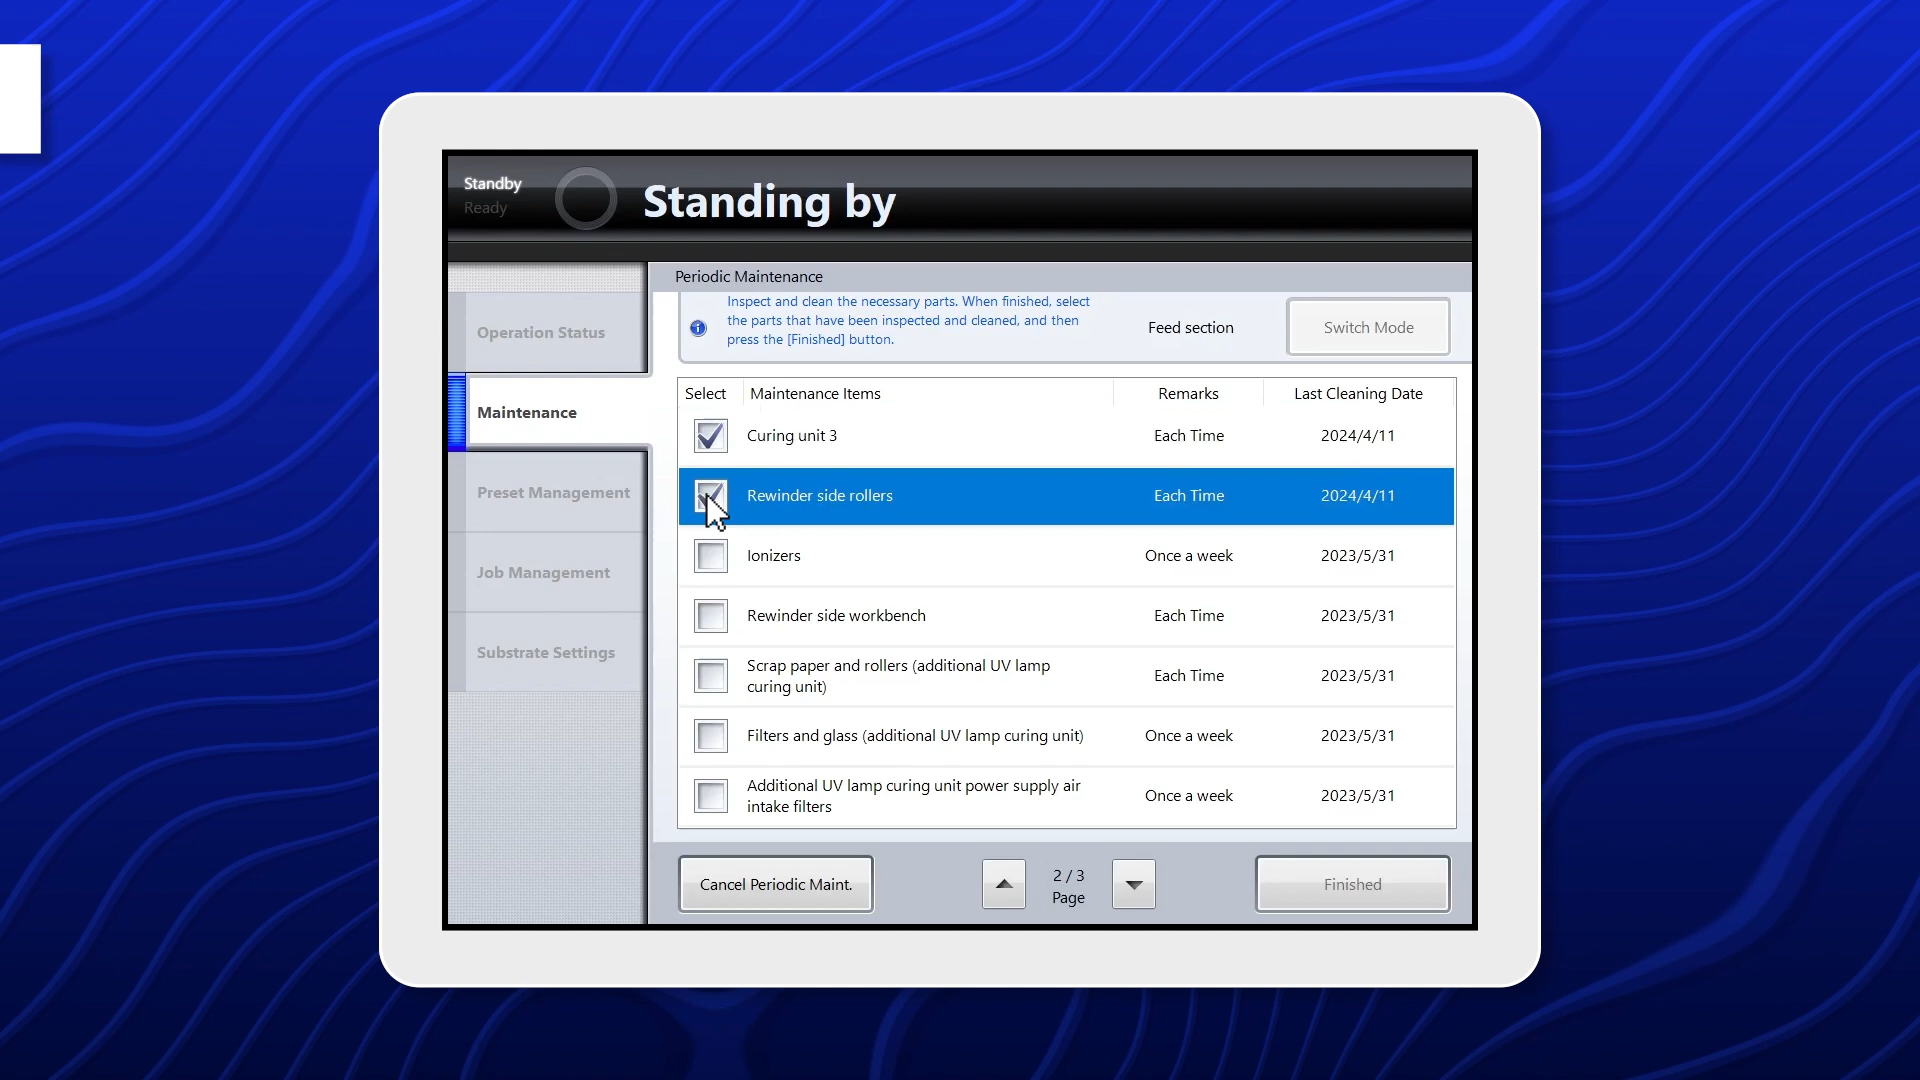 Standby
Ready
Standing by
Operation Status
Maintenance
Preset Management
Job Management
Substrate Settings
Periodic Maintenance
Inspect and clean the necessary parts. When finished, select
the parts that have been inspected and cleaned, and then
press the [Finished] button.
Feed section
Switch Mode
Select Maintenance Items Remarks Last Cleaning Date
Curing unit 3 Each Time 2024/4/11
Rewinder side rollers Each Time 2024/4/11
Ionizers Once a week 2023/5/31
Rewinder side workbench Each Time 2023/5/31
Scrap paper and rollers (additional UV lamp
curing unit) Each Time 2023/5/31
Filters and glass (additional UV lamp curing unit) Once a week 2023/5/31
Additional UV lamp curing unit power supply air
intake filters Once a week 2023/5/31
Cancel Periodic Maint.
2 / 3
Page
Finished